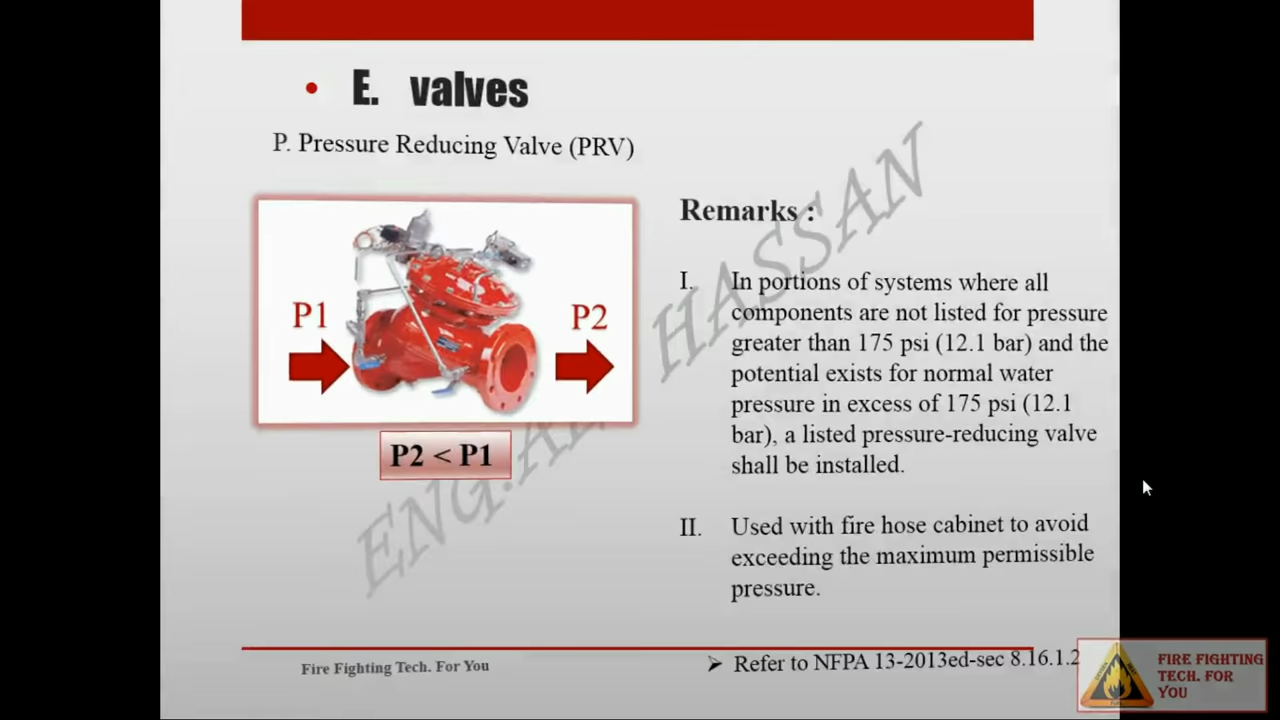 • E. valves
P. Pressure Reducing Valve (PRV)
P1
P2
P2 < P1
Remarks :
I. In portions of systems where all
components are not listed for pressure
greater than 175 psi (12.1 bar) and the
potential exists for normal water
pressure in excess of 175 psi (12.1
bar), a listed pressure-reducing valve
shall be installed.
II. Used with fire hose cabinet to avoid
exceeding the maximum permissible
pressure.
HASSAN
Fire Fighting Tech. For You
➢ Refer to NFPA 13-2013ed-sec 8.16.1.2
FIRE FIGHTING
TECH. FOR
YOU